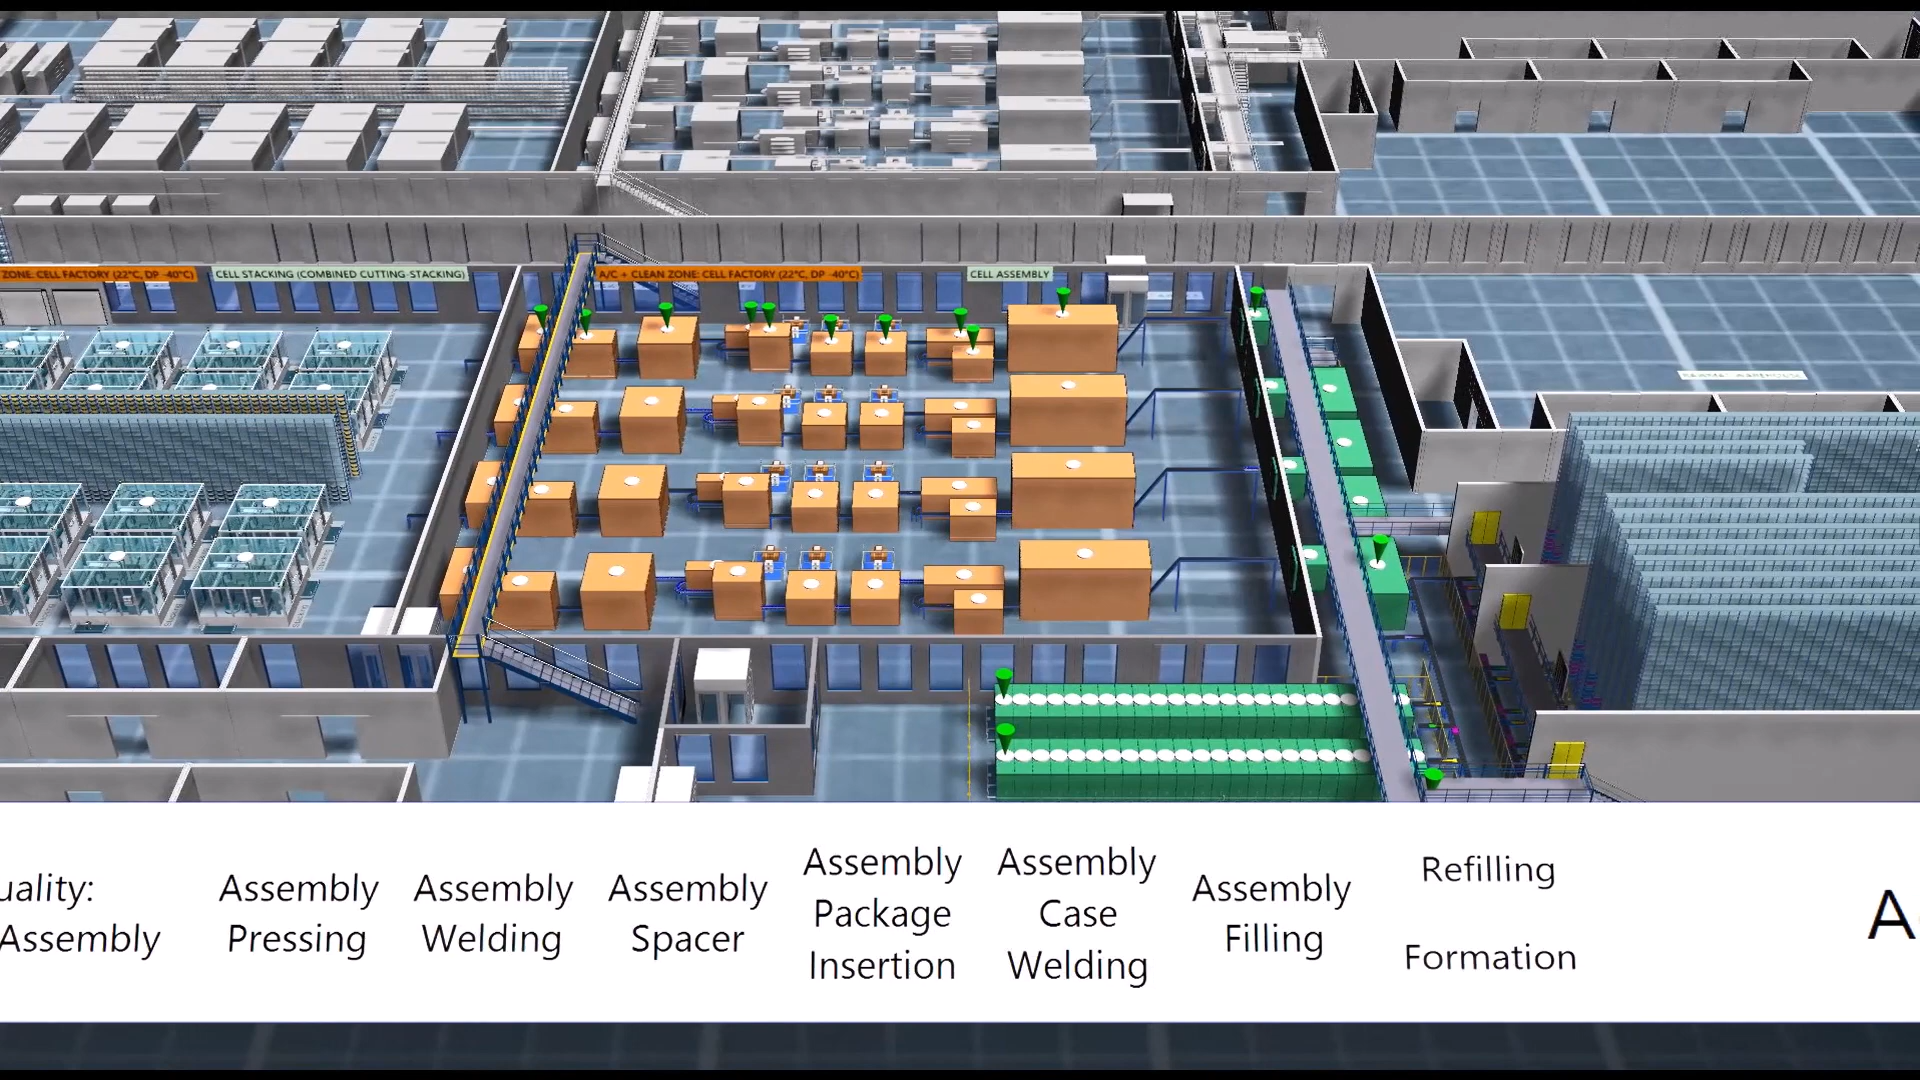 ZONE: CELL FACTORY (22°C, DP -40°C)
CELL STACKING (COMBINED CUTTING-STACKING)
A/C + CLEAN ZONE: CELL FACTORY (22°C, DP -40°C)
CELL ASSEMBLY
uality:
Assembly
Assembly
Pressing
Assembly
Welding
Assembly
Spacer
Assembly
Package
Insertion
Assembly
Case
Welding
Assembly
Filling
Refilling
Formation
A